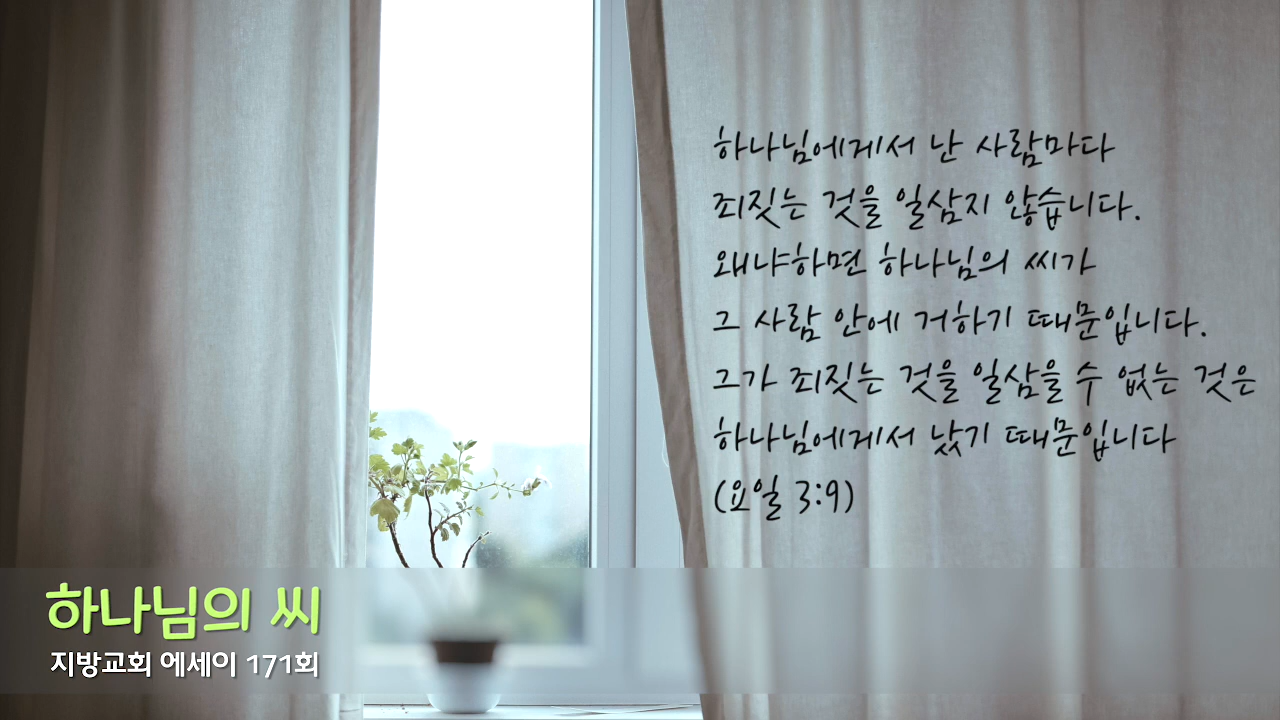 하나님에게서 난 사람마다
죄짓는 것을 일삼지 않습니다.
왜냐하면 하나님의 씨가
그 사람 안에 거하기 때문입니다.
그가 죄짓는 것을 일삼을 수 없는 것은
하나님에게서 났기 때문입니다
(요일 3:9)
하나님의 씨
지방교회 에세이 171회